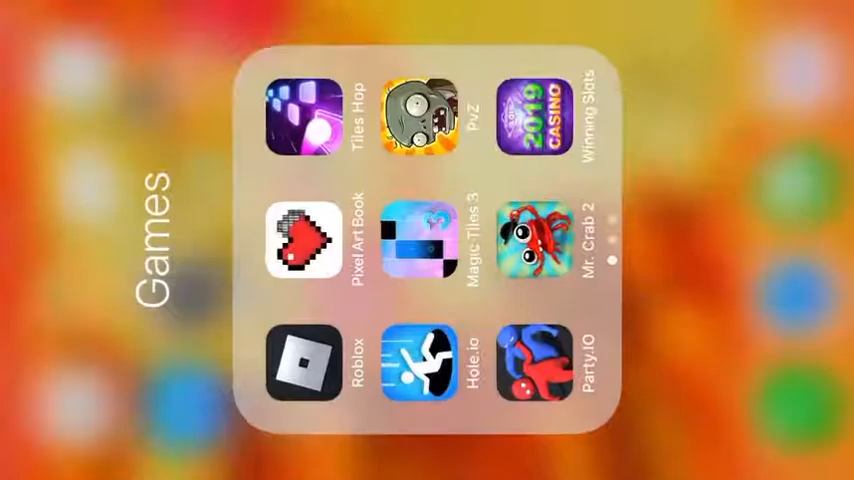 Games
Roblox
Pixel Art Book
Tiles Hop
Hole.io
Magic Tiles 3
3
PvZ
Party.IO
Mr. Crab 2
Winning Slots
2019
CASINO